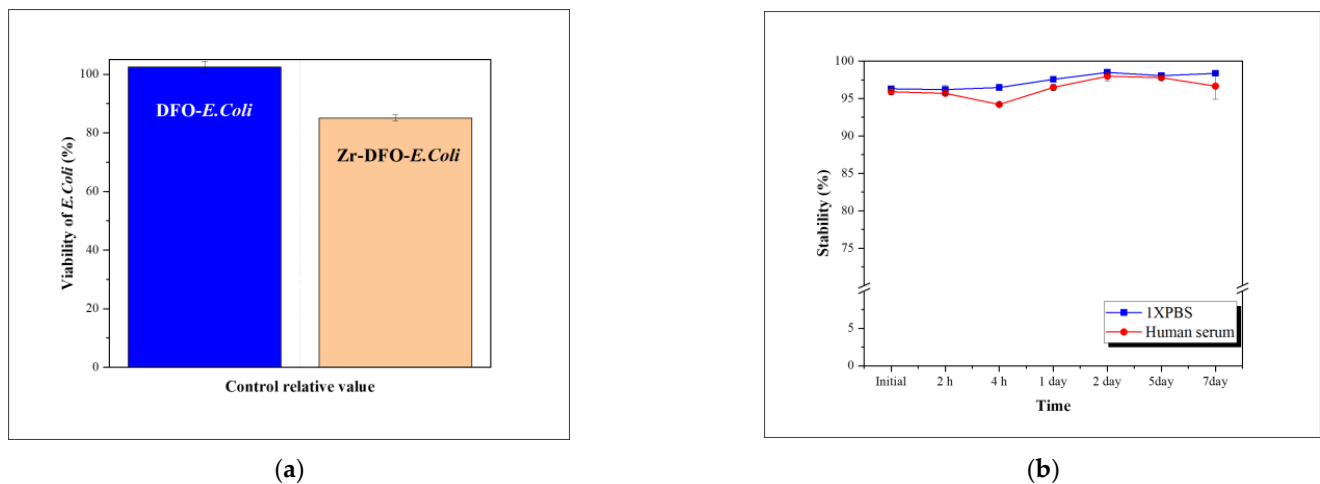 100
80
60
40
20
0
Viability of E.Coli (%)
DFO-E.Coli
Zr-DFO-E.Coli
Control relative value
(a)
100
95
90
85
80
75
5
0
Stability (%)
1XPBS
Human serum
Initial 2 h 4 h 1 day 2 day 5day 7day
Time
(b)